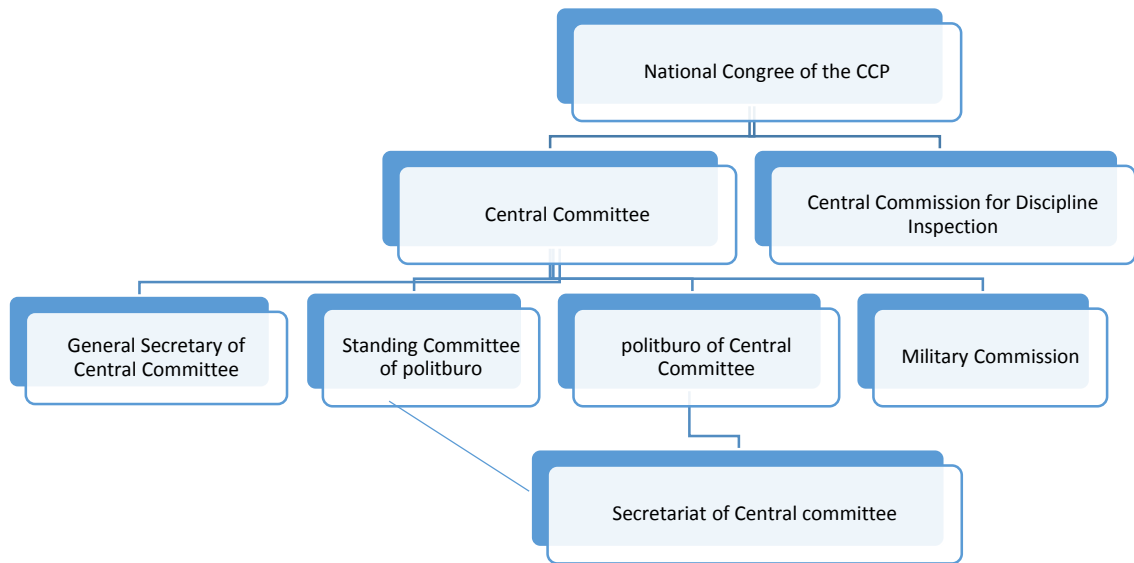 National Congree of the CCP
Central Committee
Central Commission for Discipline
Inspection
General Secretary of
Central Committee
Standing Committee
of politburo
politburo of Central
Committee
Military Commission
Secretariat of Central committee